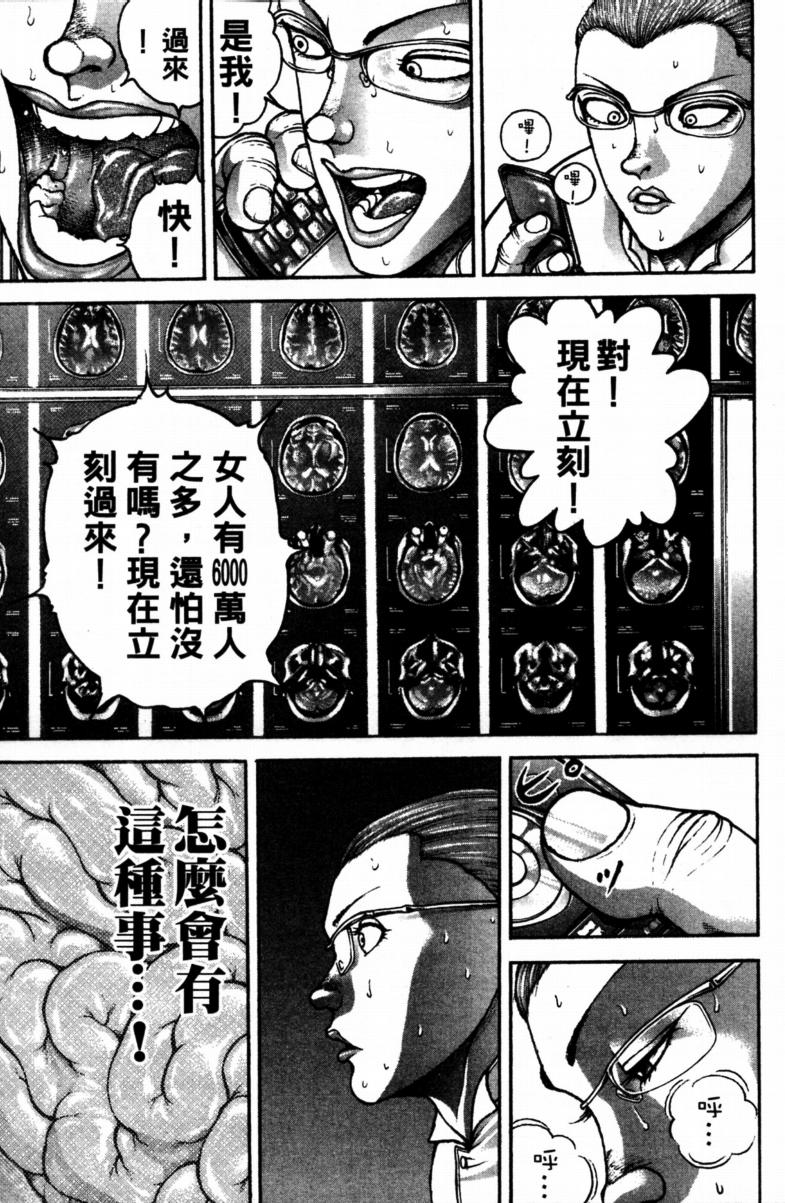 嗶!
嗶!
是我!
過來
!
快!
對!
現在立刻!
女人有6000萬人
之多,還怕沒
有嗎?現在立
刻過來!
ツ
呼…
呼…
怎麼會有
這種事…!